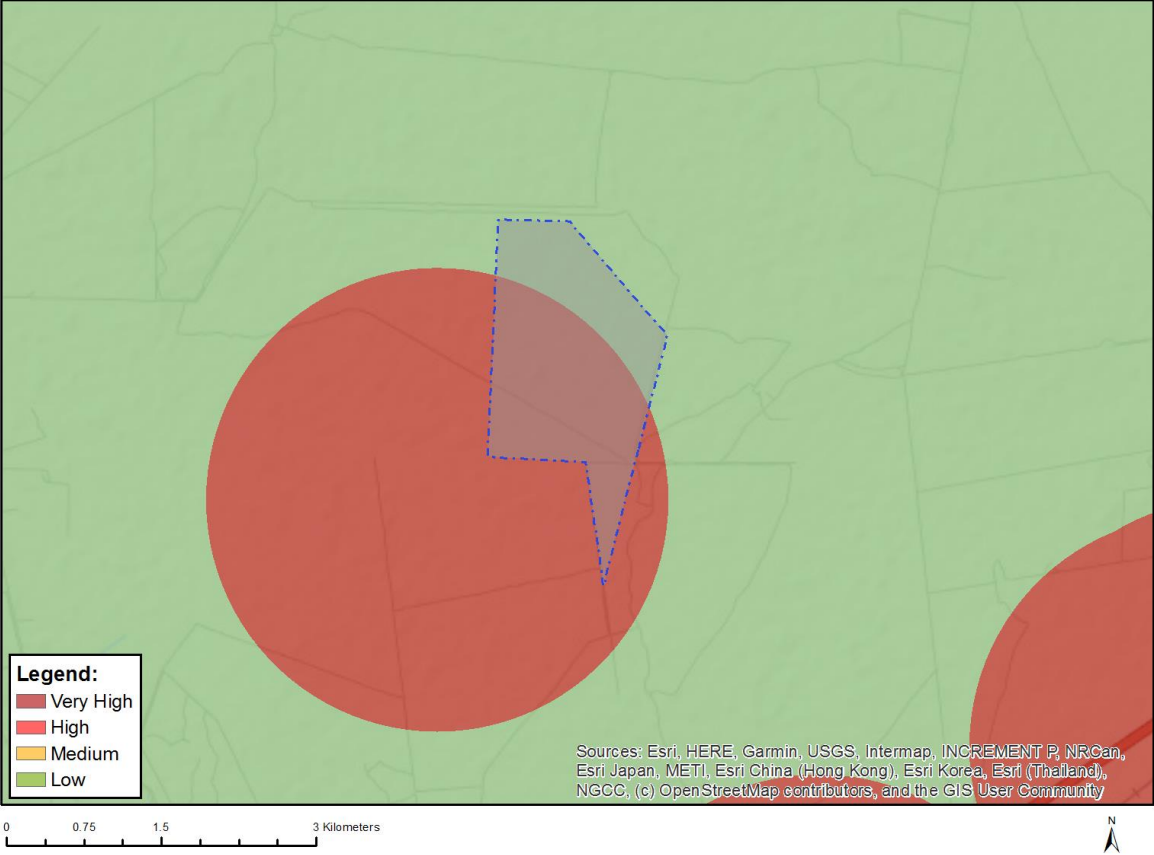 Legend:
Very High
High
Medium
Low
Sources: Esri, HERE, Garmin, USGS, Intermap, INCREMENT P, NRCan,
Esri Japan, METI, Esri China (Hong Kong), Esri Korea, Esri (Thailand),
NGCC, (c) OpenStreetMap contributors, and the GIS User Community
0 0.75 1.5 3 Kilometers
N